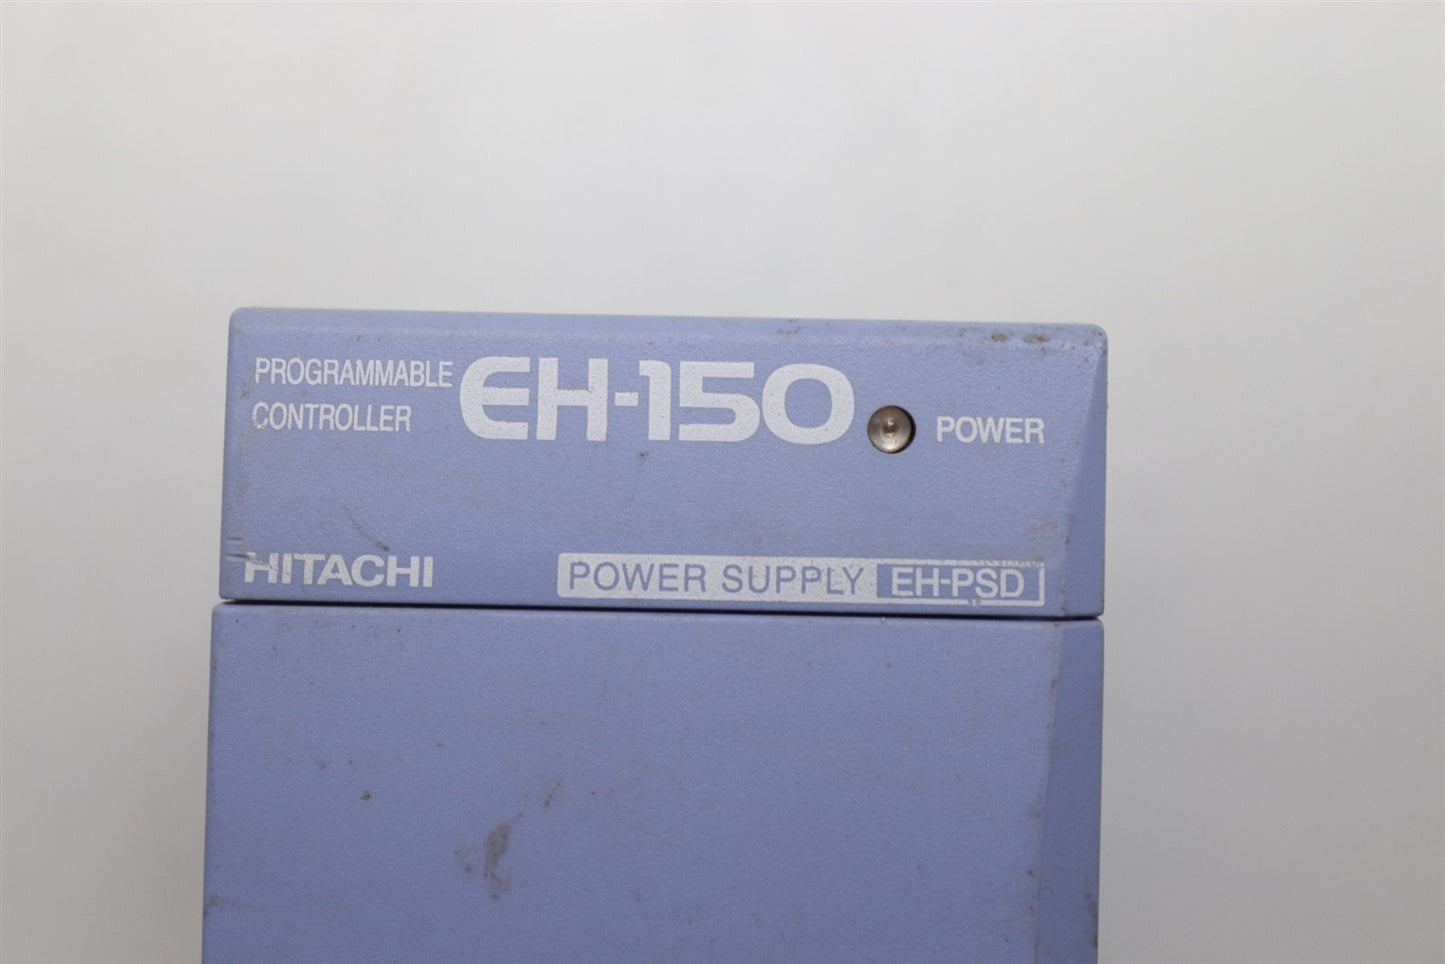 PROGRAMMABLE
CONTROLLER
EH-150
POWER
HITACHI
POWER SUPPLY EH-PSD